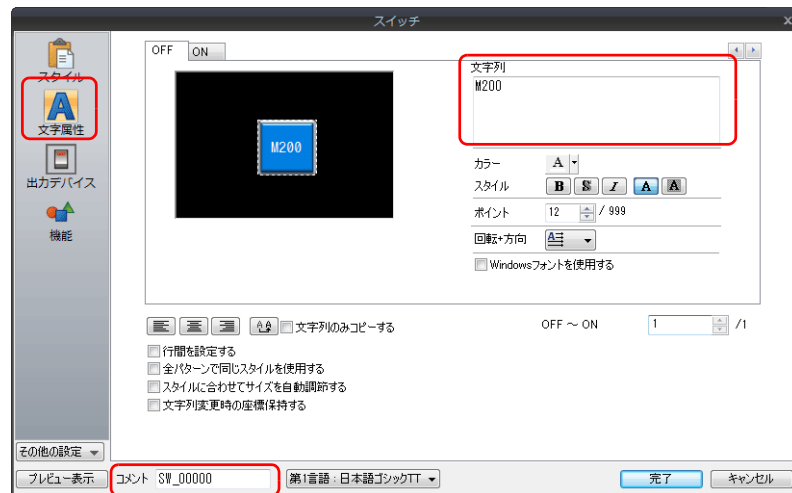 スイッチ
スタイル
文字属性
出力デバイス
機能
OFF ON
M200
文字列
M200
カラー A
スタイル B S I A A
ポイント 12 / 999
回転+方向 A
Windowsフォントを使用する
文字列のみコピーする
OFF ～ ON 1 /1
行間を設定する
全パターンで同じスタイルを使用する
スタイルに合わせてサイズを自動調節する
文字列変更時の座標保持する
その他の設定
プレビュー表示 コメント SW_00000 第1言語：日本語ゴシックTT 完了 キャンセル